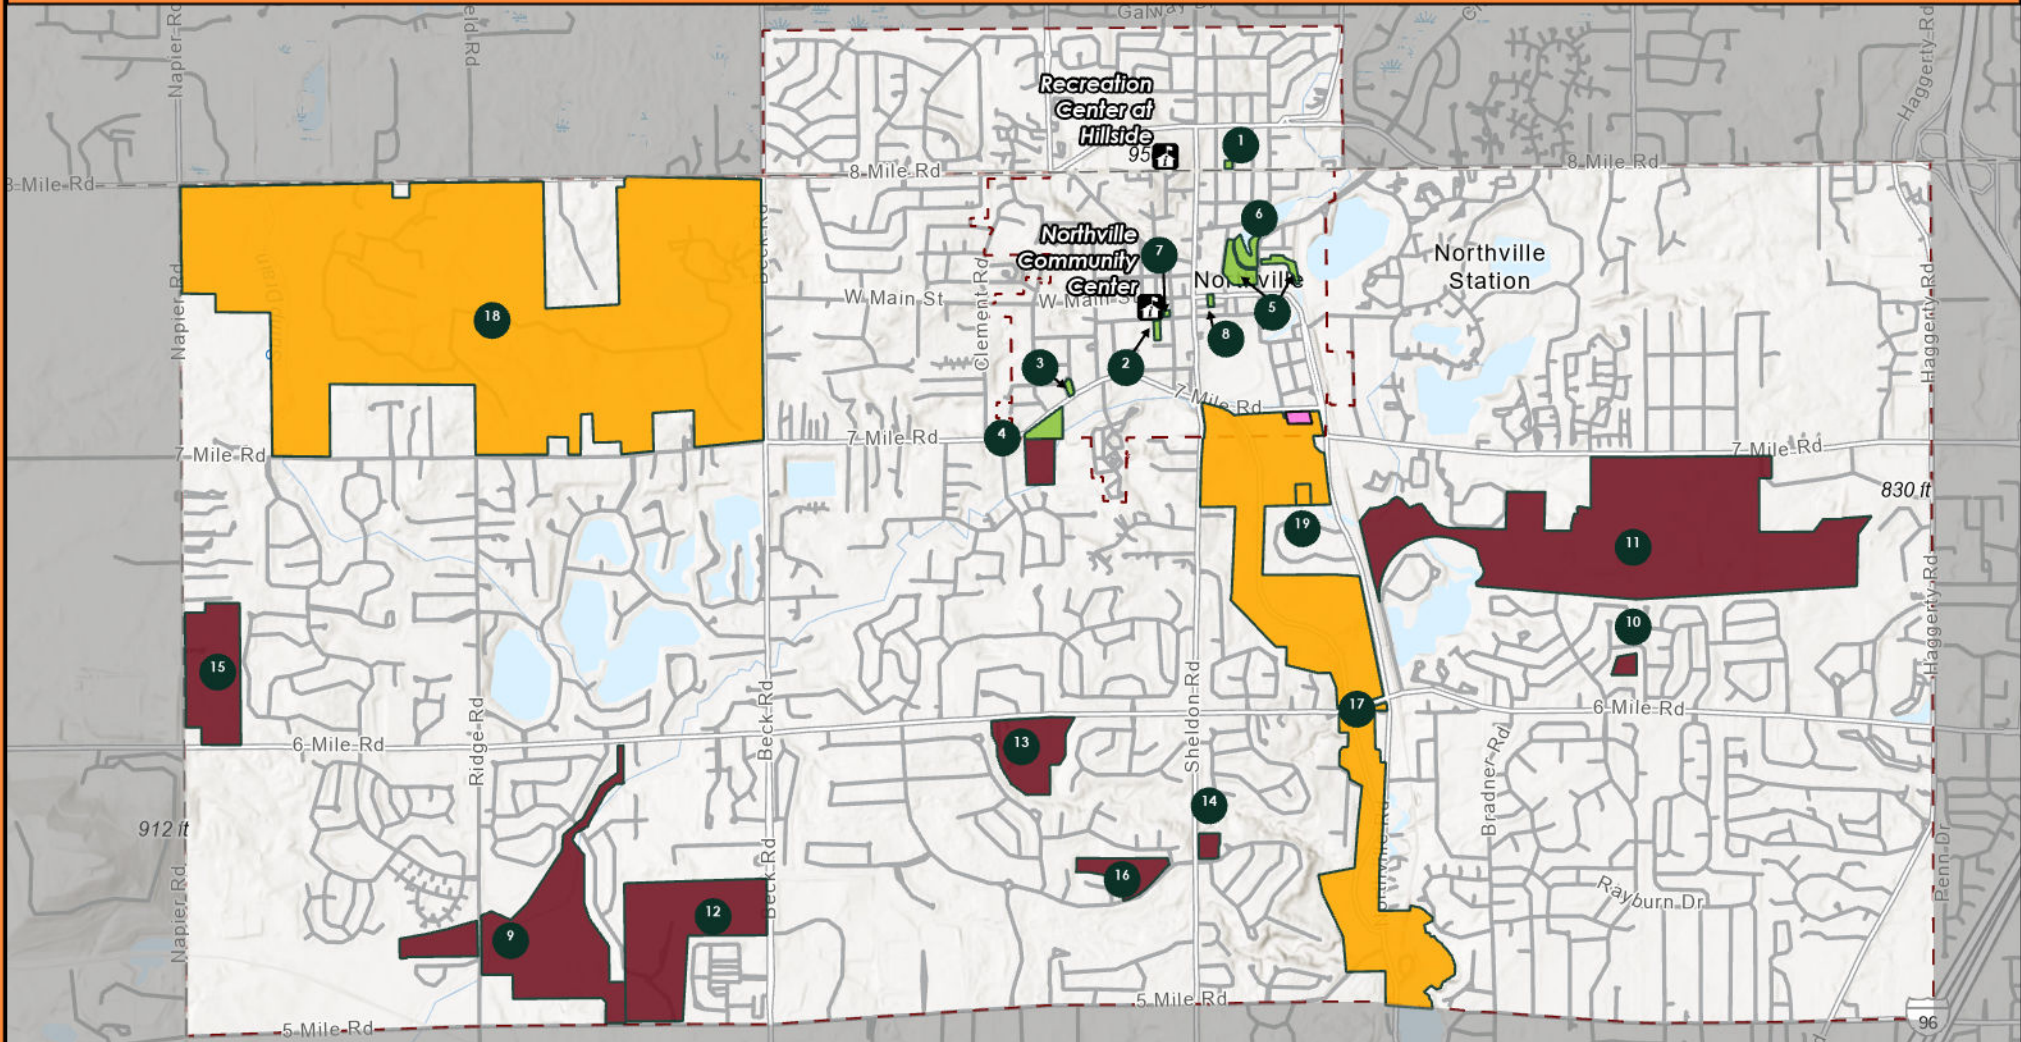 Galway Dr
Napier Rd
Haggerty Rd
Recreation
Center at
Hillside
95
1
8 Mile Rd
8 Mile Rd
8 Mile Rd
6
Northville
Community
Center
7
Northville
Northville
Station
Beck Rd
Clement Rd
W Main St
W Main St
5
8
18
Napier Rd
Haggerty Rd
3
2
7 Mile Rd
4
7 Mile Rd
7 Mile Rd
7 Mile Rd
830 ft
19
11
10
15
Haggerty Rd
17
6 Mile Rd
6 Mile Rd
Ridge Rd
Beck Rd
13
Sheldon Rd
Bradner Rd
14
912 ft
16
12
9
Napier Rd
Beck Rd
Northville Rd
Rayburn Dr
Penn Dr
5 Mile Rd
5 Mile Rd
96